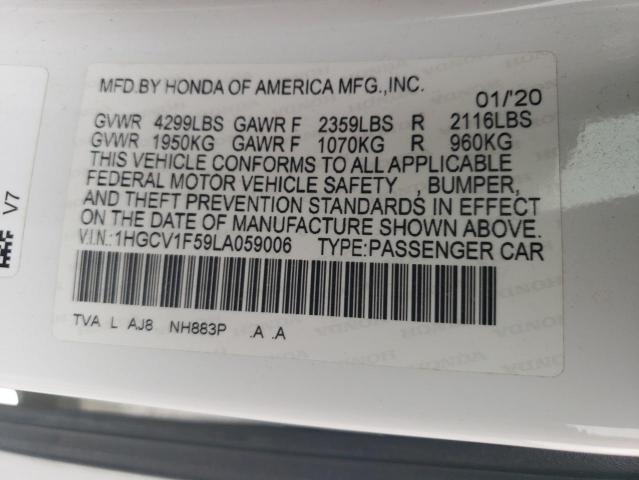 MFD.BY HONDA OF AMERICA MFG.,INC.
01/'20
GVWR 4299LBS GAWR F 2359LBS R 2116LBS
GVWR 1950KG GAWR F 1070KG R 960KG
THIS VEHICLE CONFORMS TO ALL APPLICABLE
FEDERAL MOTOR VEHICLE SAFETY , BUMPER,
AND THEFT PREVENTION STANDARDS IN EFFECT
ON THE DATE OF MANUFACTURE SHOWN ABOVE.
V.I.N.:1HGCV1F59LA059006 TYPE:PASSENGER CAR
TVA L AJ8 NH883P .A .A
V7